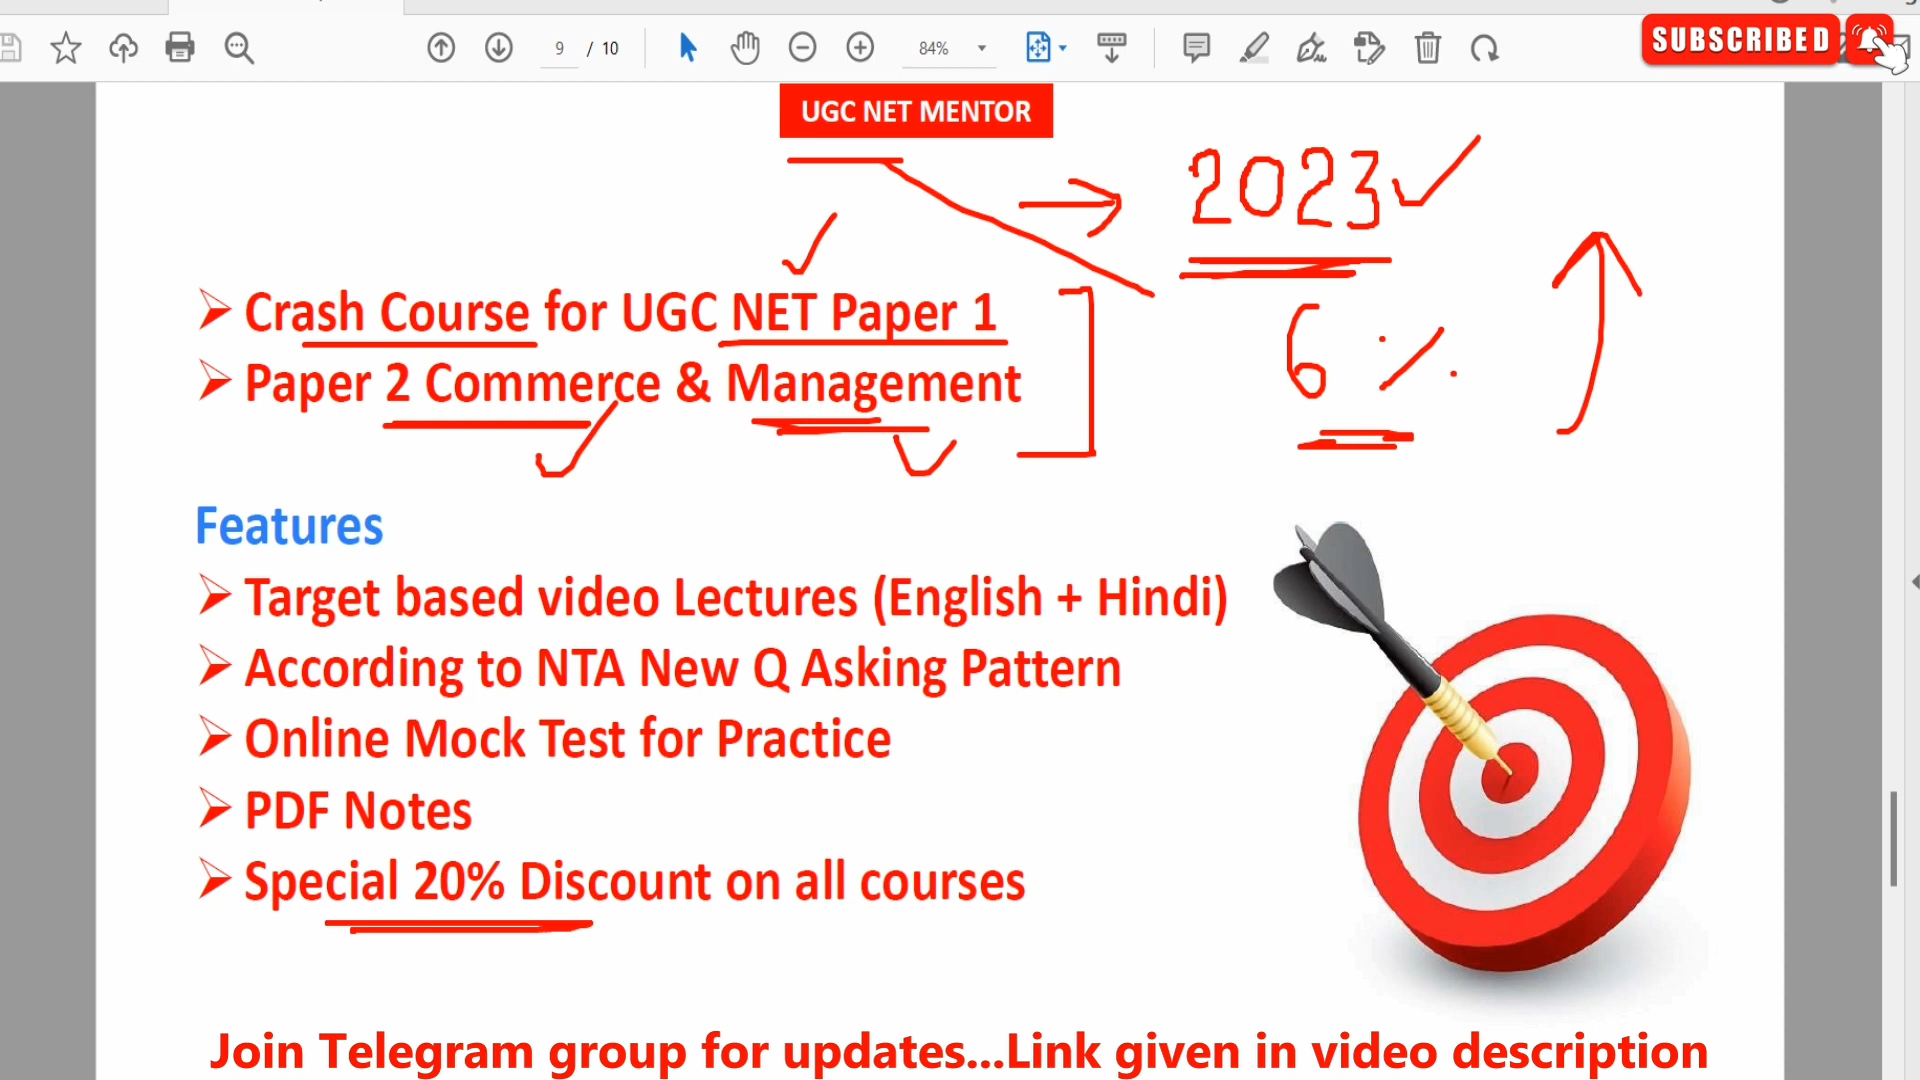 9 / 10
84%
SUBSCRIBED
UGC NET MENTOR
2023
Crash Course for UGC NET Paper 1
6 %
Paper 2 Commerce & Management
Features
Target based video Lectures (English + Hindi)
According to NTA New Q Asking Pattern
Online Mock Test for Practice
PDF Notes
Special 20% Discount on all courses
Join Telegram group for updates...Link given in video description